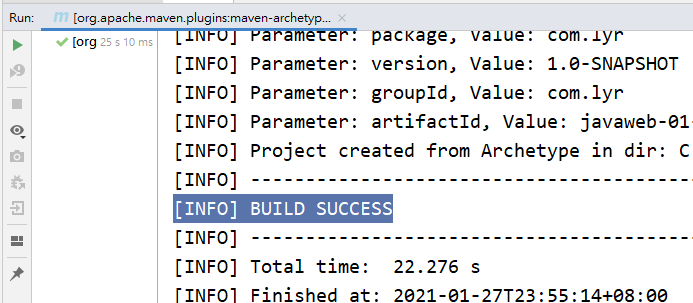 Run: m [org.apache.maven.plugins:maven-archetyp... ×
[org 25 s 10 ms
[INFO] Parameter: package, Value: com.lyr
[INFO] Parameter: version, Value: 1.0-SNAPSHOT
[INFO] Parameter: groupId, Value: com.lyr
[INFO] Parameter: artifactId, Value: javaweb-01-
[INFO] Project created from Archetype in dir: C
[INFO] ------------------------------------------
[INFO] BUILD SUCCESS
[INFO] ------------------------------------------
[INFO] Total time:  22.276 s
[INFO] Finished at: 2021-01-27T23:55:14+08:00